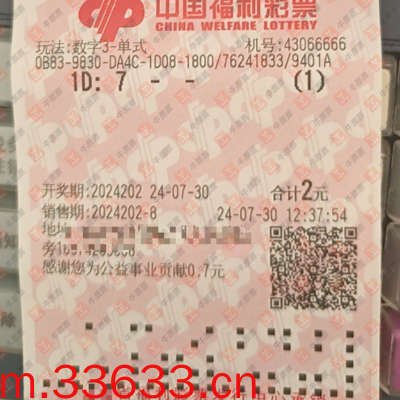 中国福利彩票
CHINA WELFARE LOTTERY
玩法:数字3-单式 机号:43066666
0BB3-9B30-DA4C-1D08-1800/76241833/9401A
1D: 7 - - (1)
开奖期:2024202 24-07-30 合计2元
销售期:2024202-8 24-07-30 12:37:54
地址
感谢您为公益事业贡献0.7元
m.33633.cn